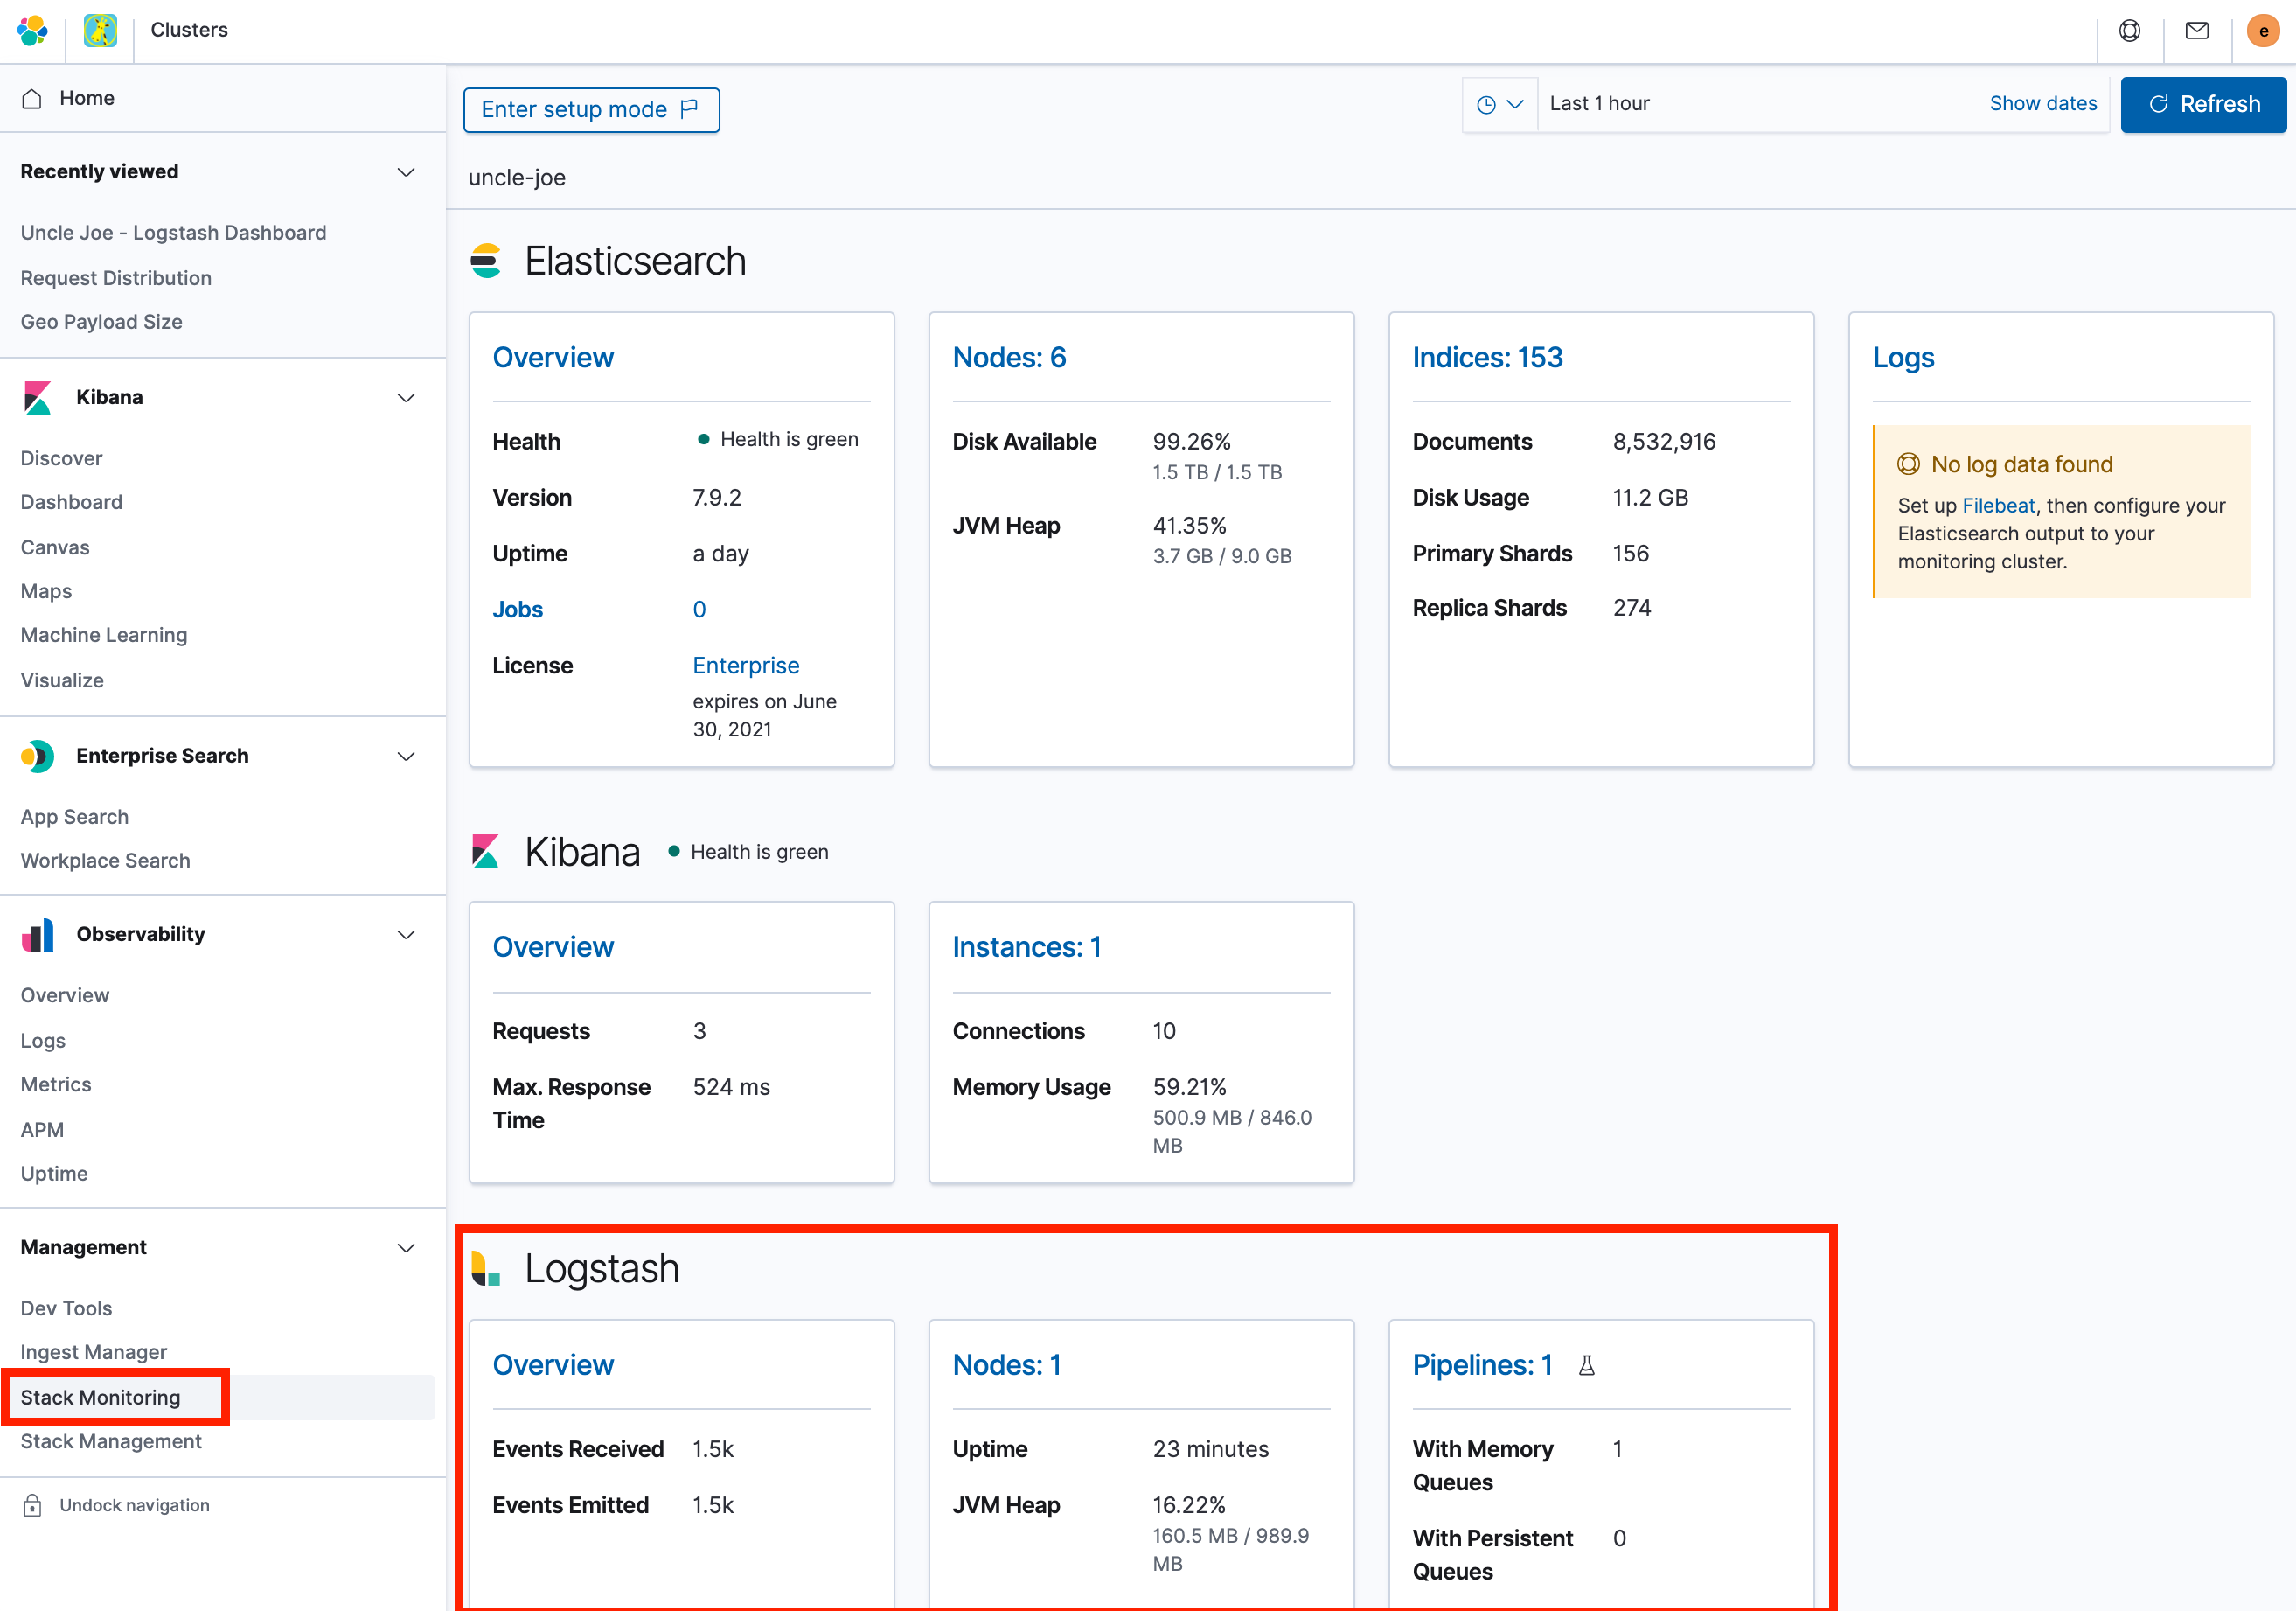 Clusters
e
Home
Recently viewed
Uncle Joe - Logstash Dashboard
Request Distribution
Geo Payload Size
Kibana
Discover
Dashboard
Canvas
Maps
Machine Learning
Visualize
Enterprise Search
App Search
Workplace Search
Observability
Overview
Logs
Metrics
APM
Uptime
Management
Dev Tools
Ingest Manager
Stack Monitoring
Stack Management
Undock navigation
Enter setup mode
Last 1 hour
Show dates
Refresh
uncle-joe
Elasticsearch
Overview
Health
Health is green
Version
7.9.2
Uptime
a day
Jobs
0
License
Enterprise
expires on June
30, 2021
Nodes: 6
Disk Available
99.26%
1.5 TB / 1.5 TB
JVM Heap
41.35%
3.7 GB / 9.0 GB
Indices: 153
Documents
8,532,916
Disk Usage
11.2 GB
Primary Shards
156
Replica Shards
274
Logs
No log data found
Set up Filebeat, then configure your
Elasticsearch output to your
monitoring cluster.
Kibana
Health is green
Overview
Requests
3
Max. Response
Time
524 ms
Instances: 1
Connections
10
Memory Usage
59.21%
500.9 MB / 846.0
MB
Logstash
Overview
Events Received
1.5k
Events Emitted
1.5k
Nodes: 1
Uptime
23 minutes
JVM Heap
16.22%
160.5 MB / 989.9
MB
Pipelines: 1
With Memory
Queues
1
With Persistent
Queues
0